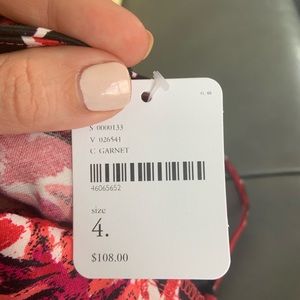 S 0000133
V 026541
C GARNET
46065652
size
4.
$108.00